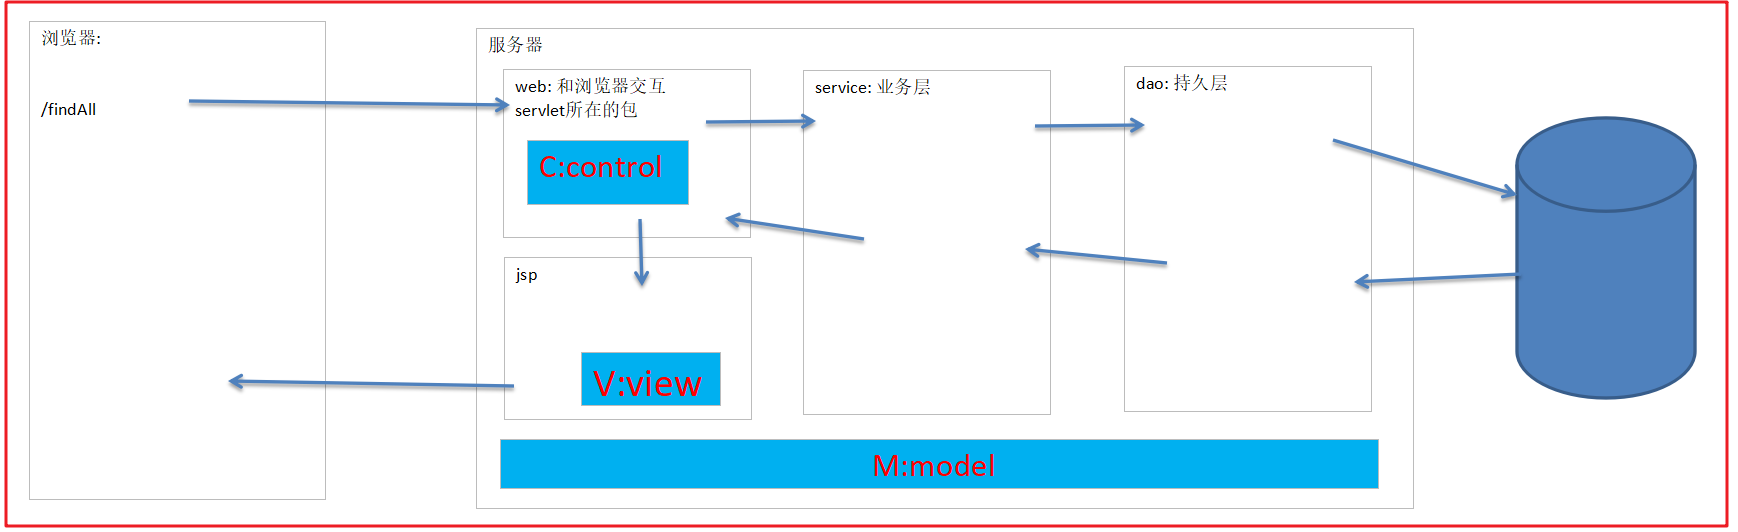 浏览器:
/findAll
服务器
web: 和浏览器交互
servlet所在的包
C:control
service: 业务层
dao: 持久层
jsp
V:view
M:model